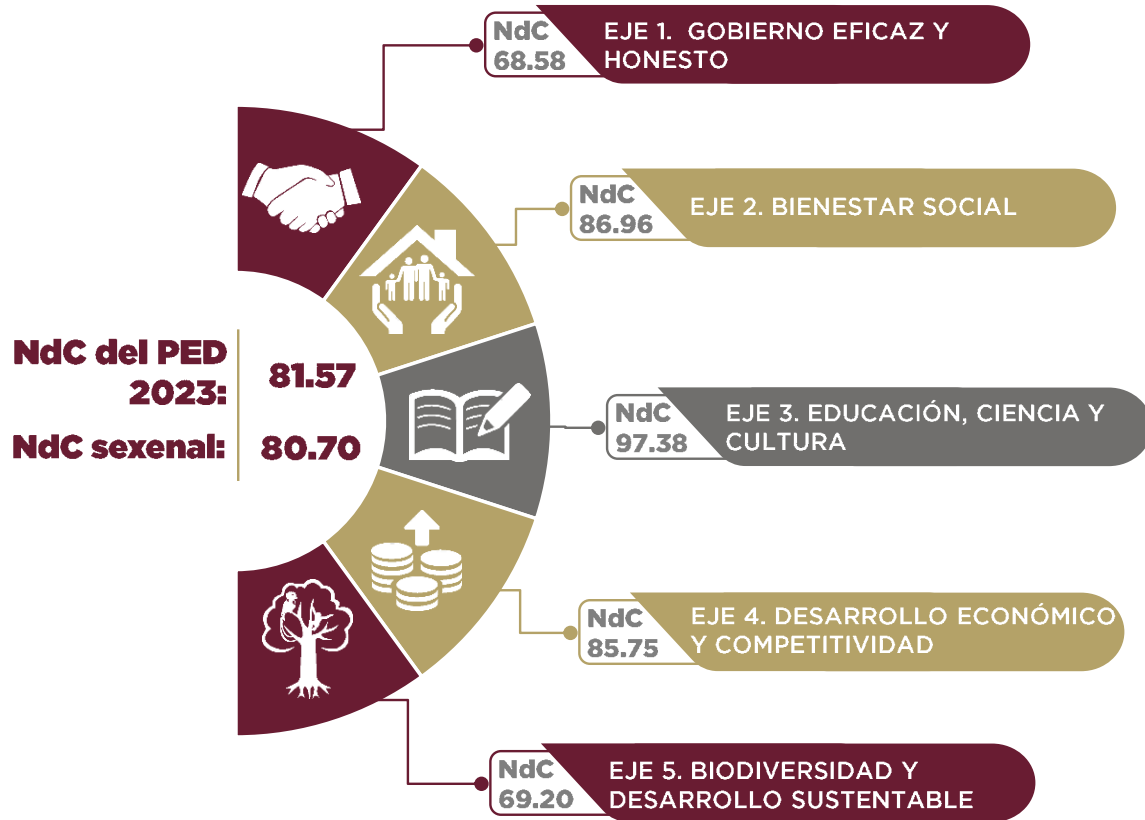 NdC
68.58
EJE 1. GOBIERNO EFICAZ Y
HONESTO
NdC
86.96
EJE 2. BIENESTAR SOCIAL
NdC del PED
2023:
81.57
NdC sexenal:
80.70
NdC
97.38
EJE 3. EDUCACIÓN, CIENCIA Y
CULTURA
NdC
85.75
EJE 4. DESARROLLO ECONÓMICO
Y COMPETITIVIDAD
NdC
69.20
EJE 5. BIODIVERSIDAD Y
DESARROLLO SUSTENTABLE